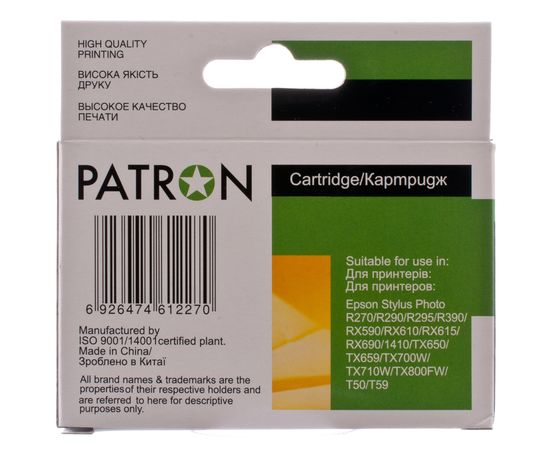 HIGH QUALITY
PRINTING
ВИСОКА ЯКІСТЬ
ДРУКУ
ВЫСОКОЕ КАЧЕСТВО
ПЕЧАТИ
PATRON
Cartridge/Картридж
6 926474 612270
Manufactured by
ISO 9001/14001certified plant.
Made in China/
Зроблено в Китаї
All brand names & trademarks are the
properties of their respective holders and
are referred to here for descriptive
purposes only.
Suitable for use in:
Для принтерів:
Для принтеров:
Epson Stylus Photo
R270/R290/R295/R390/
RX590/RX610/RX615/
RX690/1410/TX650/
TX659/TX700W/
TX710W/TX800FW/
T50/T59